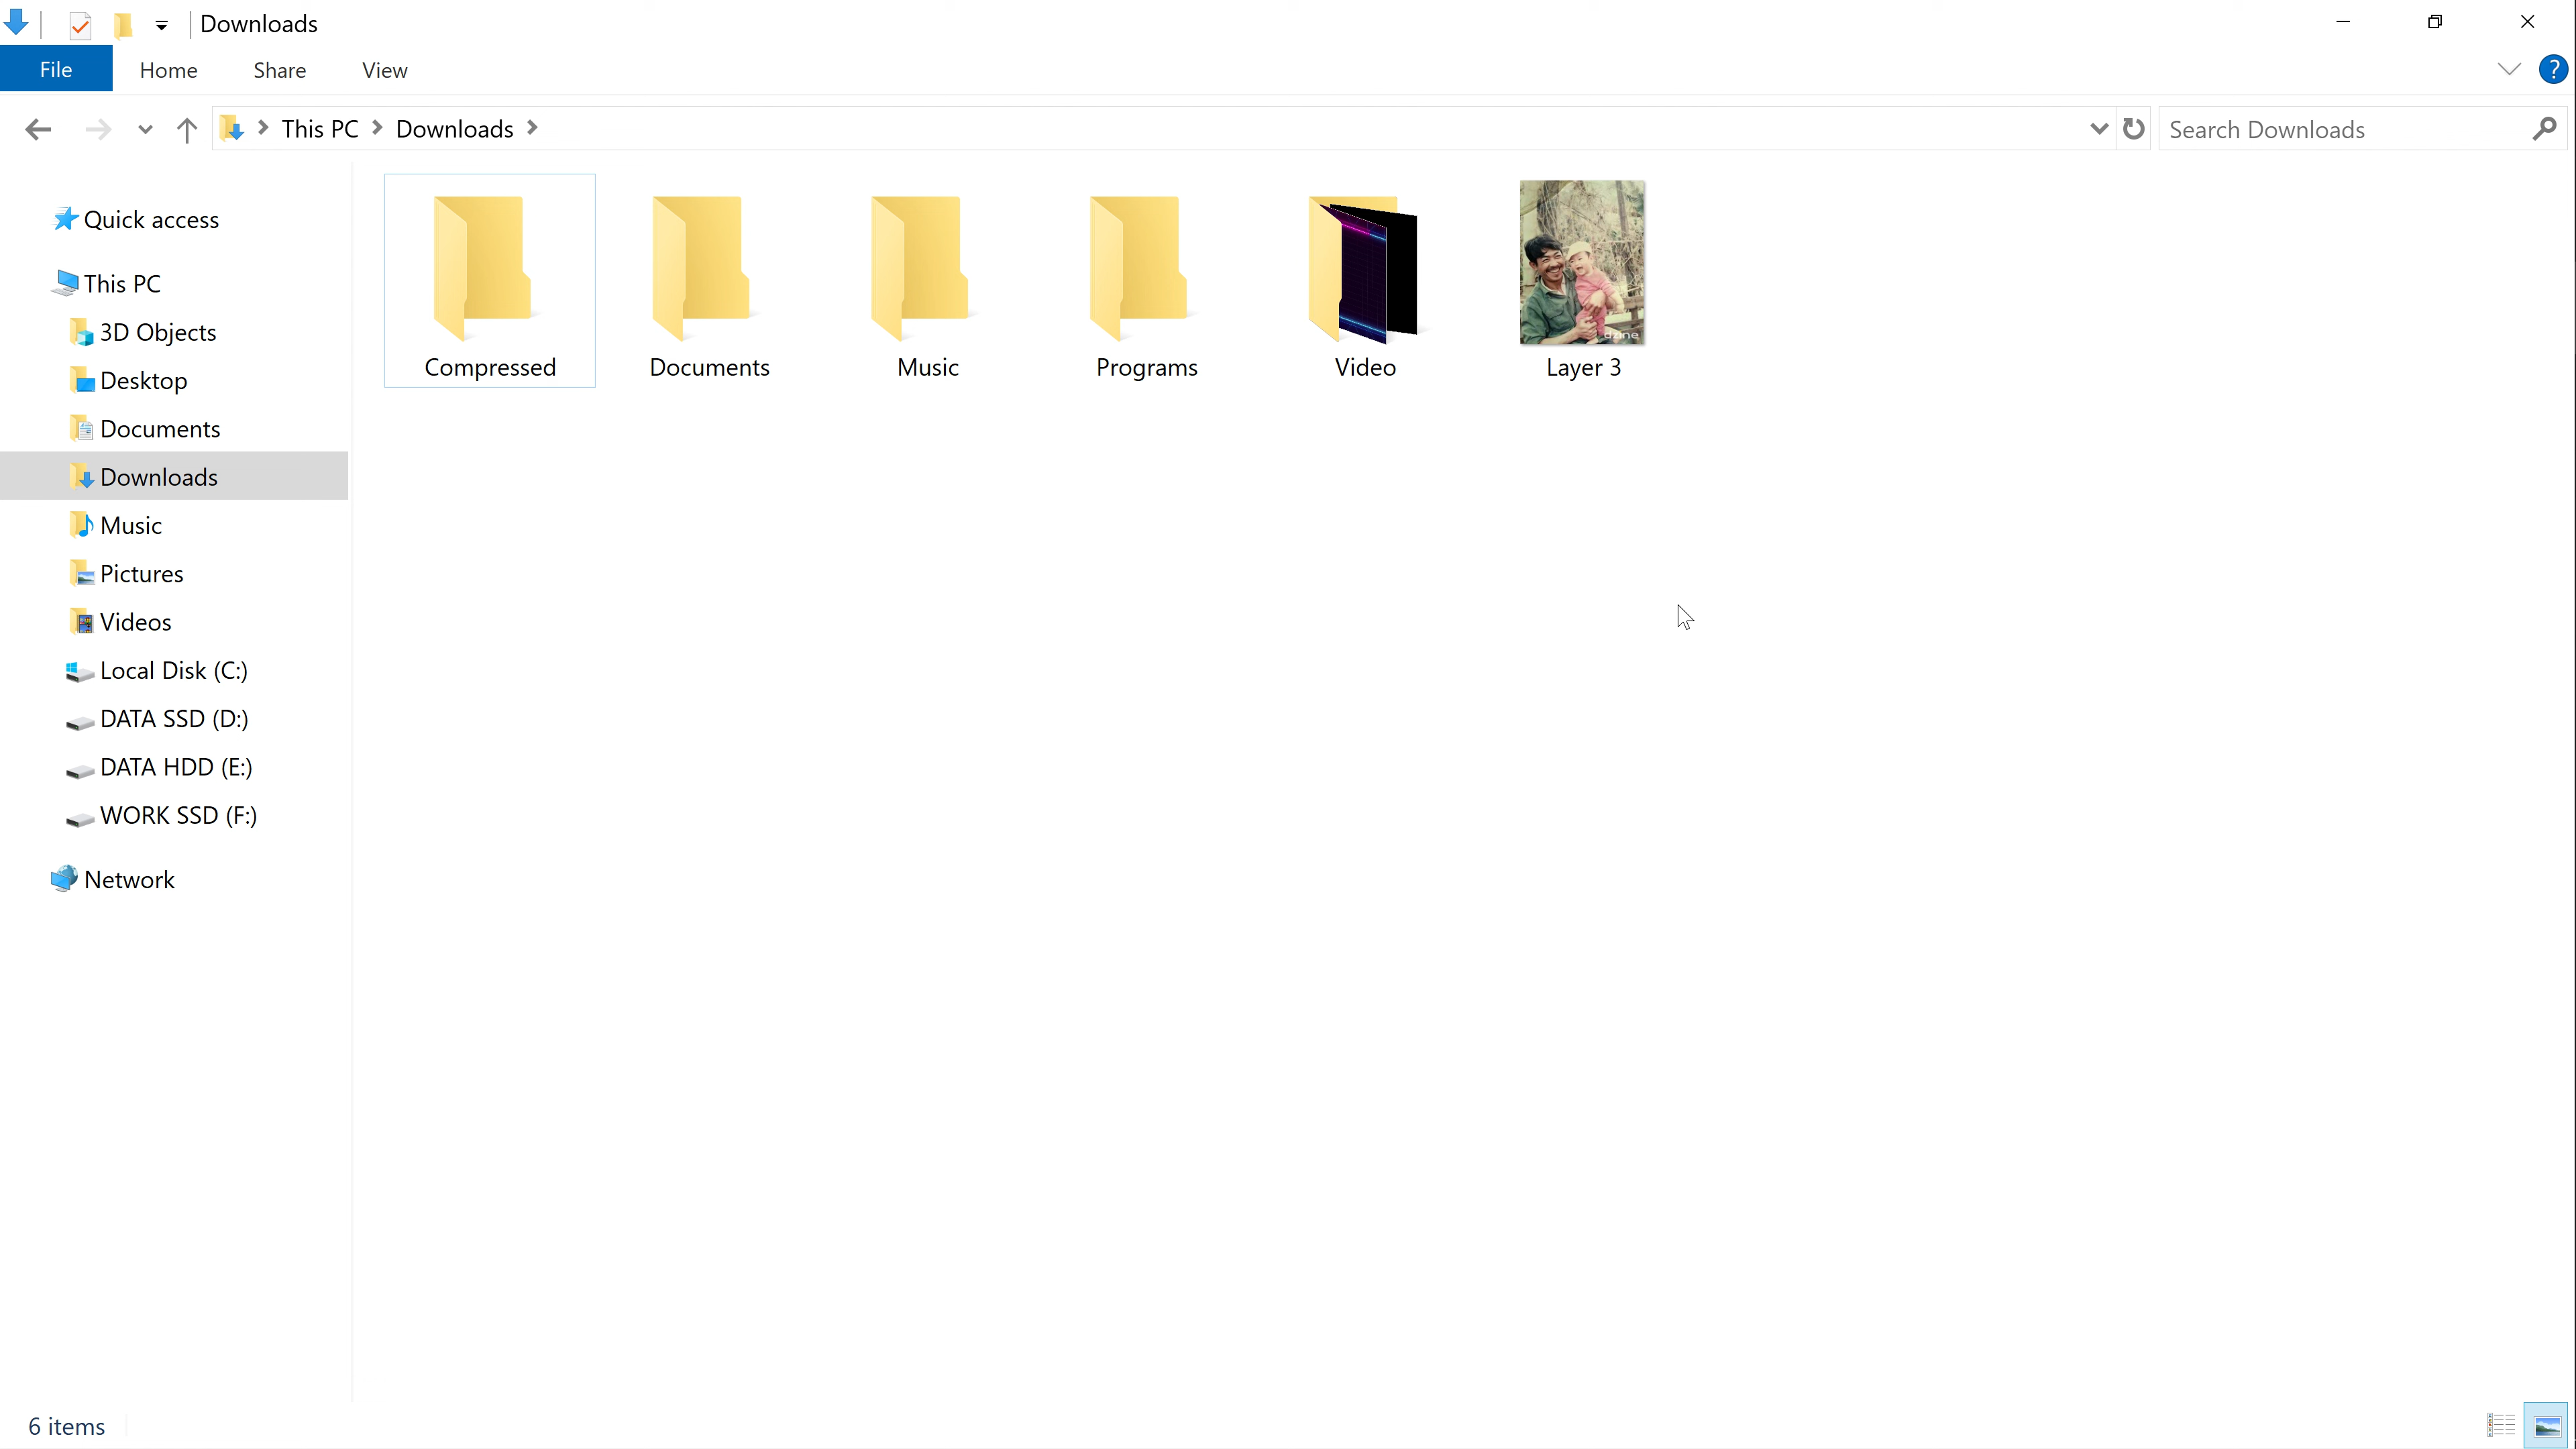 Downloads
File Home Share View
This PC Downloads
Search Downloads
Quick access
This PC
3D Objects
Desktop
Documents
Downloads
Music
Pictures
Videos
Local Disk (C:)
DATA SSD (D:)
DATA HDD (E:)
WORK SSD (F:)
Network
Compressed Documents Music Programs Video Layer 3
6 items